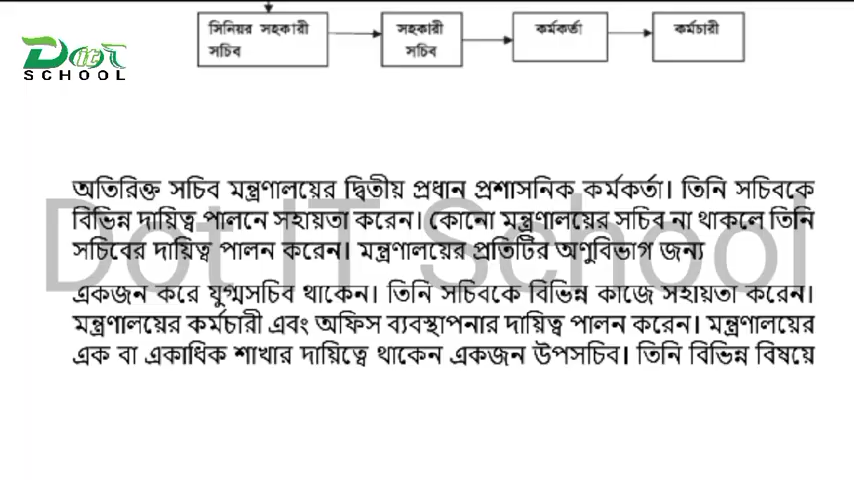 সিনিয়র সহকারী
সচিব
সহকারী
সচিব
কর্মকর্তা
কর্মচারী
Dot iT
SCHOOL
অতিরিক্ত সচিব মন্ত্রণালয়ের দ্বিতীয় প্রধান প্রশাসনিক কর্মকর্তা। তিনি সচিবকে
বিভিন্ন দায়িত্ব পালনে সহায়তা করেন। কোনো মন্ত্রণালয়ের সচিব না থাকলে তিনি
সচিবের দায়িত্ব পালন করেন। মন্ত্রণালয়ের প্রতিটির অণুবিভাগ জন্য
একজন করে যুগ্মসচিব থাকেন। তিনি সচিবকে বিভিন্ন কাজে সহায়তা করেন।
মন্ত্রণালয়ের কর্মচারী এবং অফিস ব্যবস্থাপনার দায়িত্ব পালন করেন। মন্ত্রণালয়ের
এক বা একাধিক শাখার দায়িত্বে থাকেন একজন উপসচিব। তিনি বিভিন্ন বিষয়ে
Dot IT School